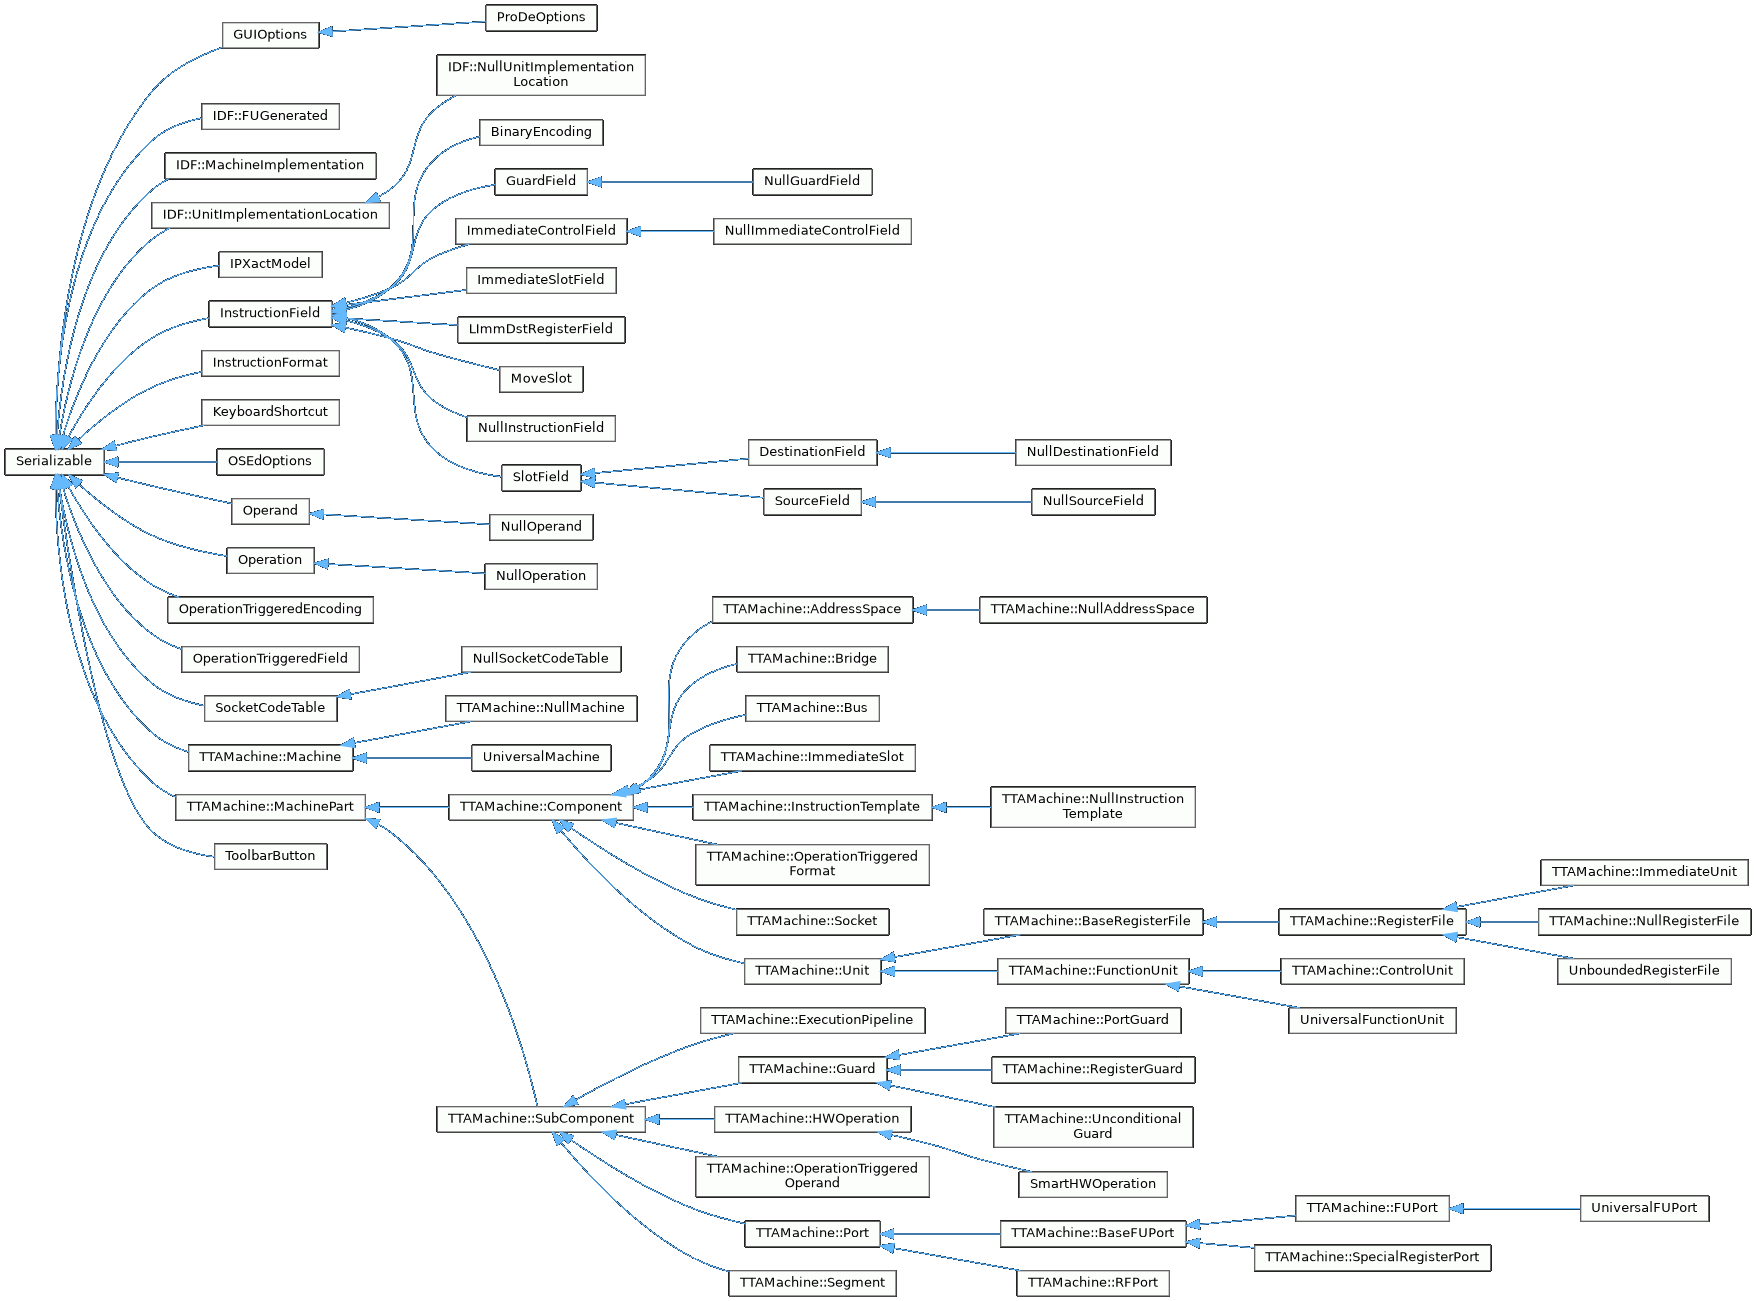 ProDeOptions
GUIOptions
IDF::NullUnitImplementation
Location
IDF::FUGenerated
BinaryEncoding
IDF::MachineImplementation
GuardField
NullGuardField
IDF::UnitImplementationLocation
ImmediateControlField
NullImmediateControlField
IPXactModel
ImmediateSlotField
InstructionField
LImmDstRegisterField
InstructionFormat
MoveSlot
KeyboardShortcut
NullInstructionField
DestinationField
NullDestinationField
Serializable
OSEdOptions
SlotField
SourceField
NullSourceField
Operand
NullOperand
Operation
NullOperation
OperationTriggeredEncoding
TTAMachine::AddressSpace
TTAMachine::NullAddressSpace
OperationTriggeredField
NullSocketCodeTable
TTAMachine::Bridge
SocketCodeTable
TTAMachine::NullMachine
TTAMachine::Bus
TTAMachine::Machine
UniversalMachine
TTAMachine::ImmediateSlot
TTAMachine::MachinePart
TTAMachine::Component
TTAMachine::InstructionTemplate
TTAMachine::NullInstruction
Template
ToolbarButton
TTAMachine::OperationTriggered
Format
TTAMachine::ImmediateUnit
TTAMachine::Socket
TTAMachine::BaseRegisterFile
TTAMachine::RegisterFile
TTAMachine::NullRegisterFile
TTAMachine::Unit
TTAMachine::FunctionUnit
TTAMachine::ControlUnit
UnboundedRegisterFile
TTAMachine::ExecutionPipeline
TTAMachine::PortGuard
UniversalFunctionUnit
TTAMachine::Guard
TTAMachine::RegisterGuard
TTAMachine::SubComponent
TTAMachine::HWOperation
TTAMachine::Unconditional
Guard
TTAMachine::OperationTriggered
Operand
SmartHWOperation
TTAMachine::FUPort
UniversalFUPort
TTAMachine::Port
TTAMachine::BaseFUPort
TTAMachine::SpecialRegisterPort
TTAMachine::Segment
TTAMachine::RFPort